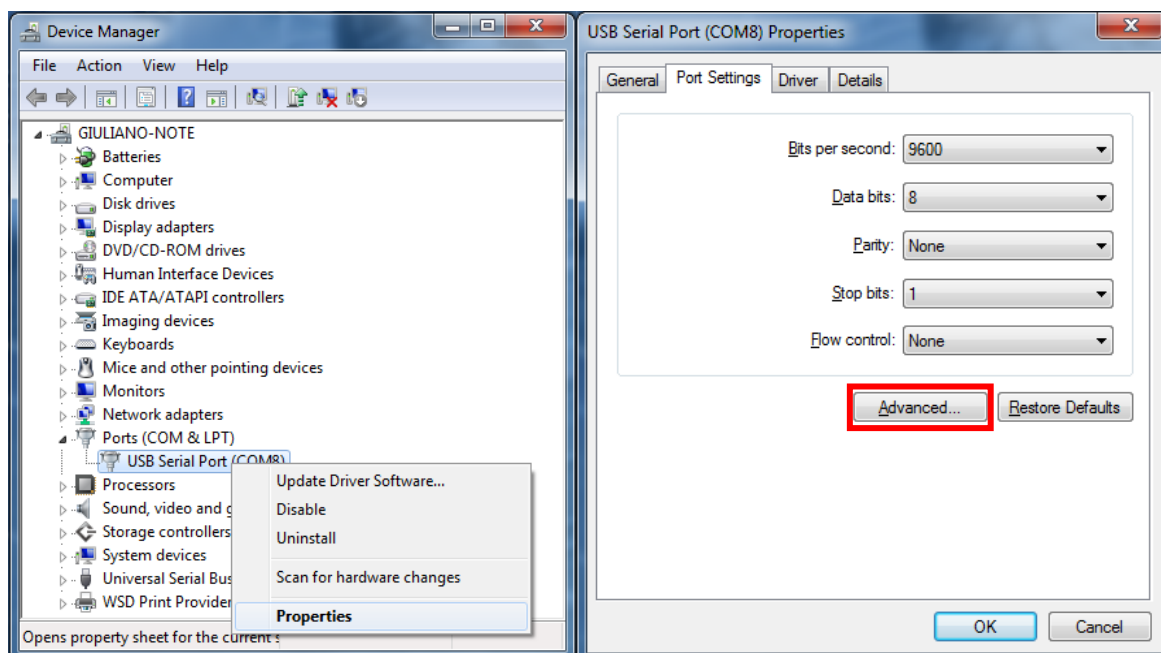 Device Manager
File Action View Help
GIULIANO-NOTE
Batteries
Computer
Disk drives
Display adapters
DVD/CD-ROM drives
Human Interface Devices
IDE ATA/ATAPI controllers
Imaging devices
Keyboards
Mice and other pointing devices
Monitors
Network adapters
Ports (COM & LPT)
USB Serial Port (COM8)
Processors
Sound, video and g
Storage controllers
System devices
Universal Serial Bus
WSD Print Provider
Update Driver Software...
Disable
Uninstall
Scan for hardware changes
Properties
Opens property sheet for the current s
USB Serial Port (COM8) Properties
General Port Settings Driver Details
Bits per second: 9600
Data bits: 8
Parity: None
Stop bits: 1
Flow control: None
Advanced... Restore Defaults
OK Cancel